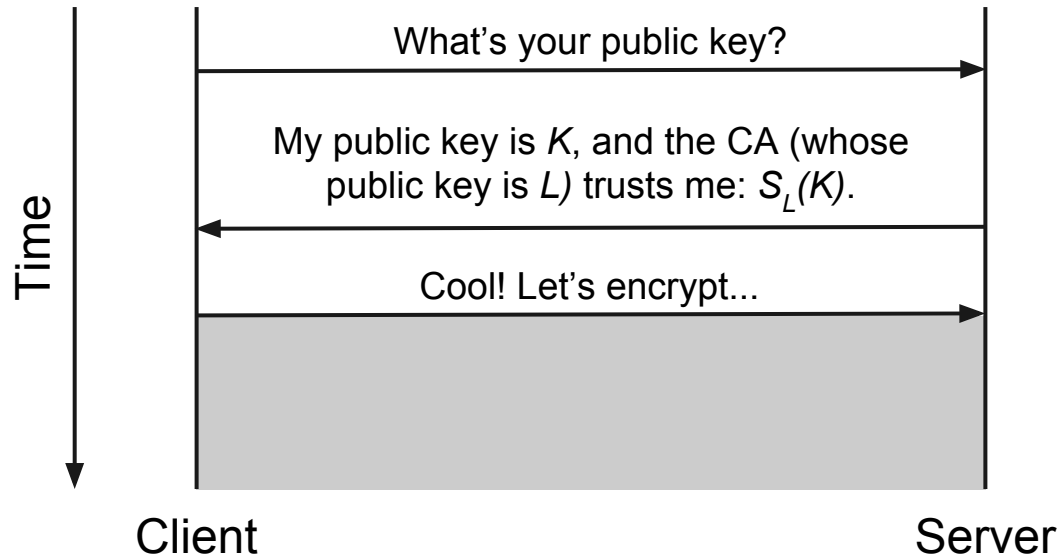 What's your public key?
My public key is K, and the CA (whose
public key is L) trusts me: S_L(K).
Cool! Let's encrypt...
Time
Client
Server